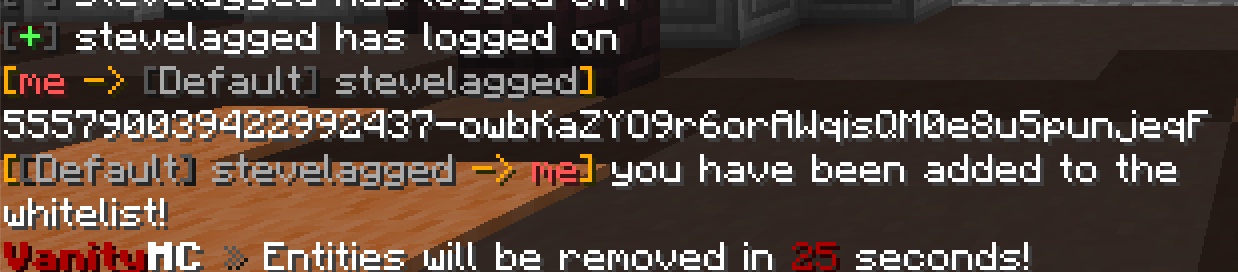 [+] stevelagged has logged on
[me -> [Default] stevelagged]
555790039422992437-owbKaZYO9r6orAWqisQM0e8u5punjeqF
[[Default] stevelagged -> me] you have been added to the
whitelist!
VanityMC » Entities will be removed in 25 seconds!